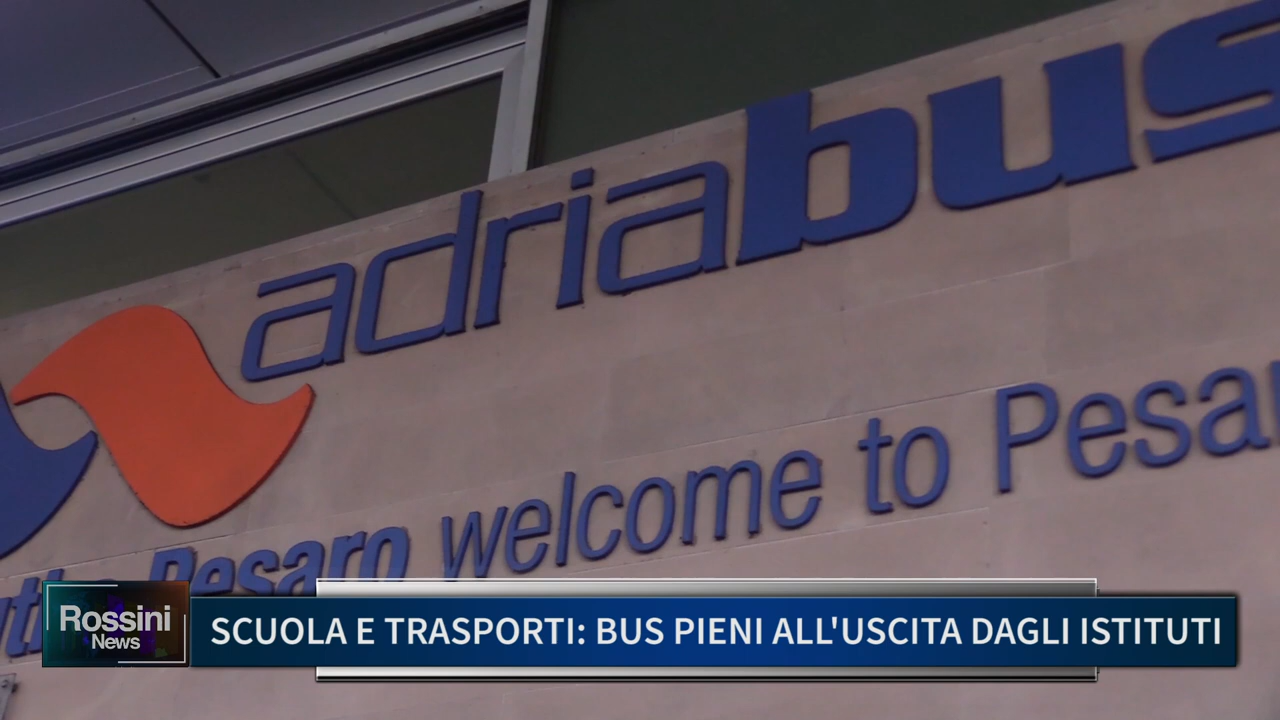 adriabus
Pesaro welcome to Pesar
Rossini
News
SCUOLA E TRASPORTI: BUS PIENI ALL'USCITA DAGLI ISTITUTI